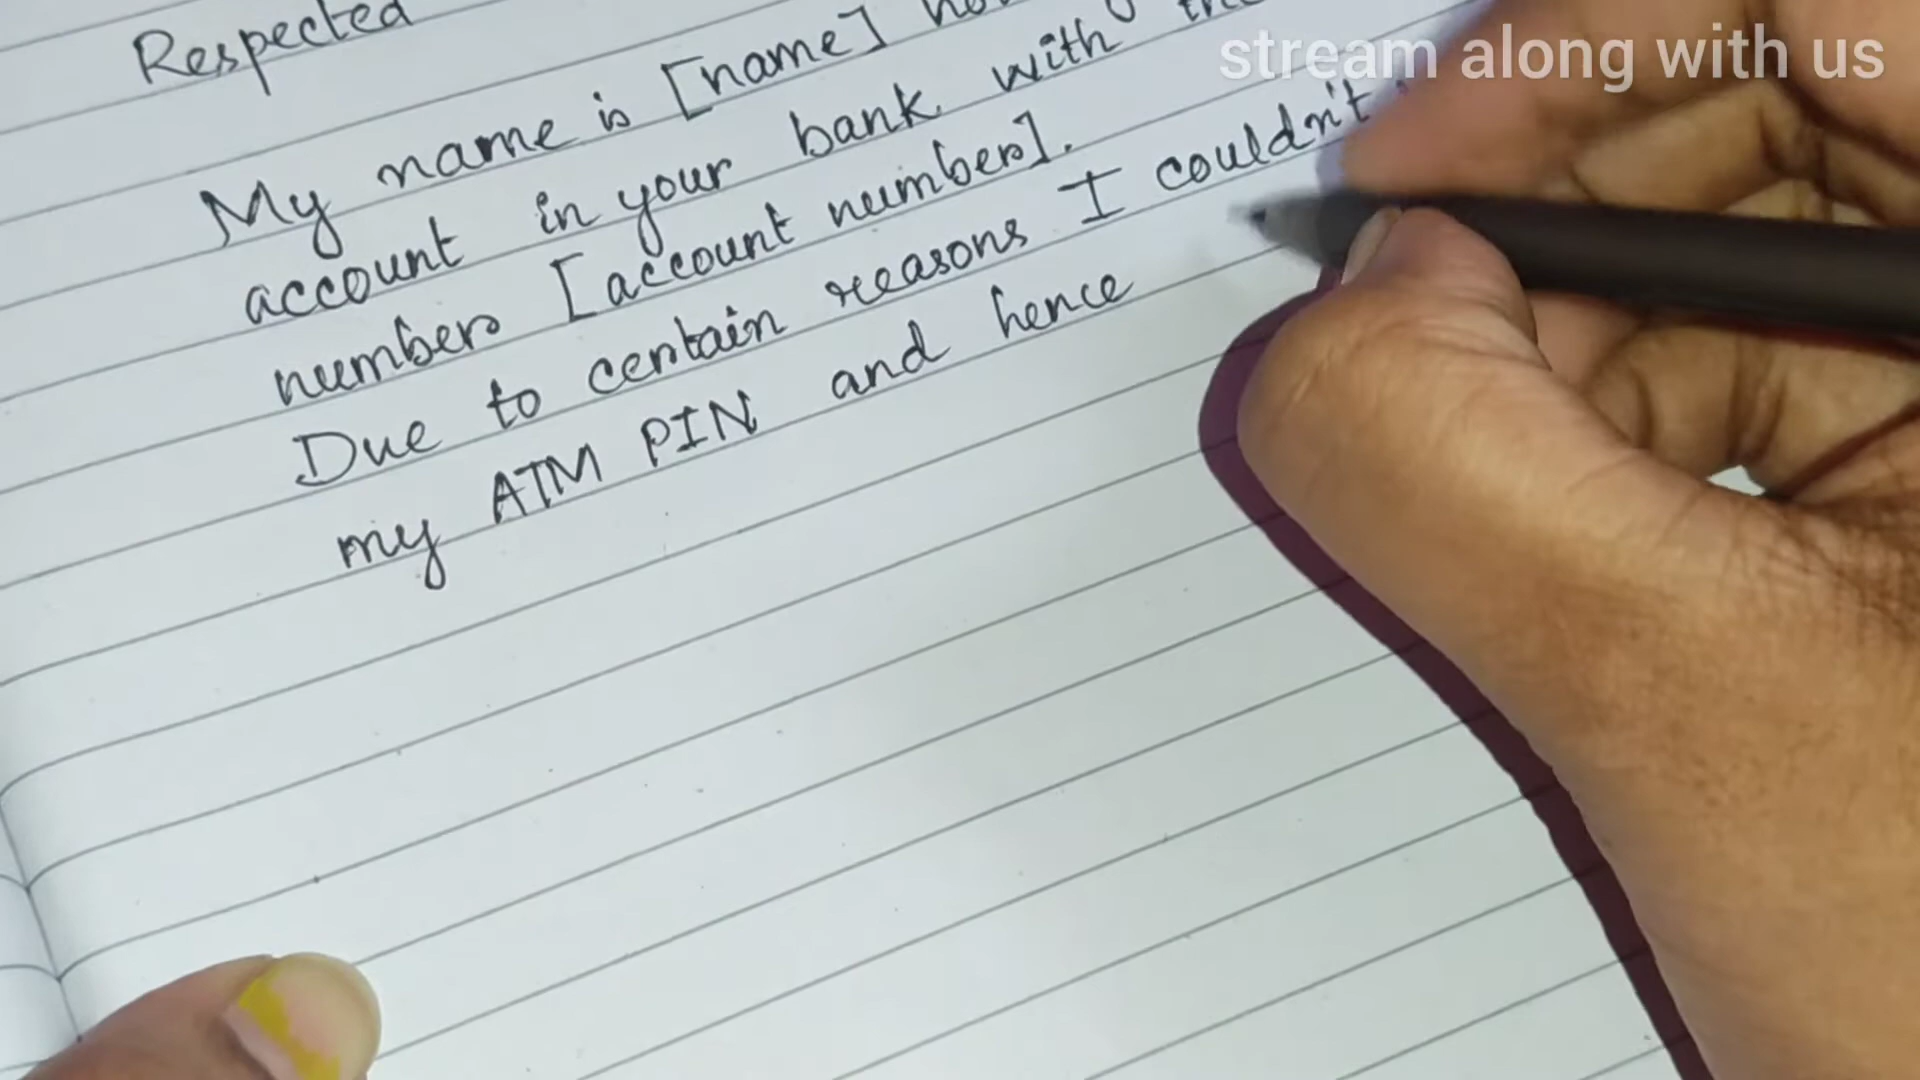 stream along with us
Respected
My name is [name]
account in your bank with
number [account number].
Due to certain reasons I couldn't
my ATM PIN and hence